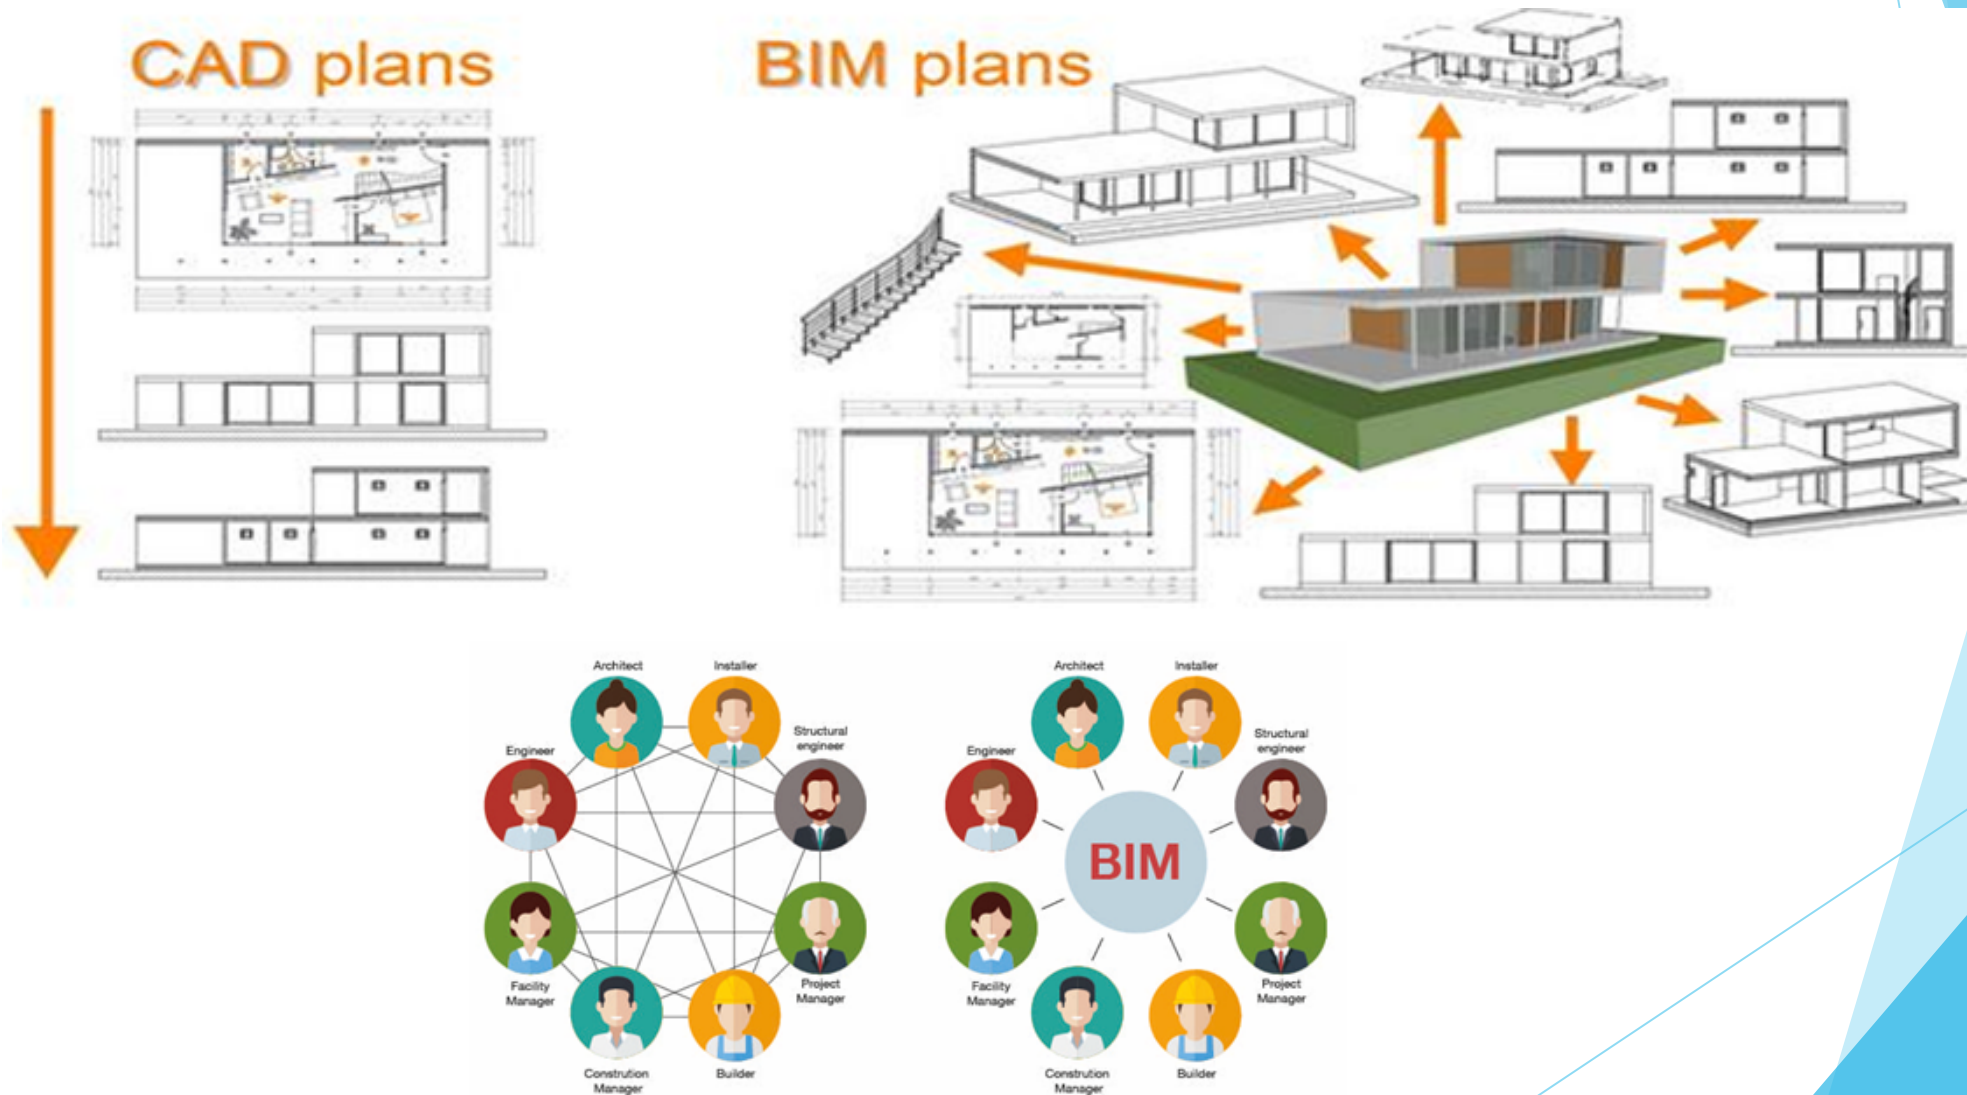 CAD plans
BIM plans
Architect
Installer
Engineer
Structural
engineer
Facility
Manager
Project
Manager
Constrution
Manager
Builder
Architect
Installer
Engineer
Structural
engineer
BIM
Facility
Manager
Project
Manager
Constrution
Manager
Builder